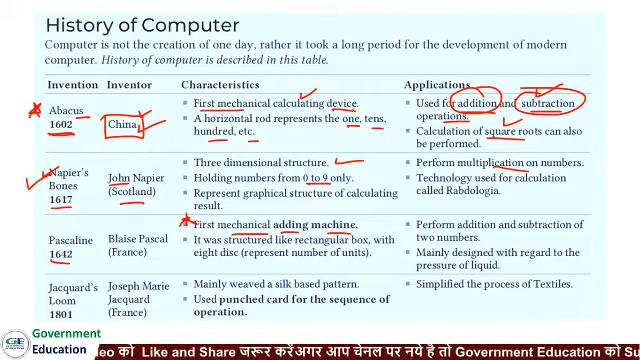 History of Computer
Computer is not the creation of one day, rather it took a long period for the development of modern
computer. History of computer is described in this table.
Invention Inventor Characteristics Applications
Abacus
1602
China
• First mechanical calculating device.
• A horizontal rod represents the one, tens,
hundred, etc.
• Used for addition and subtraction
operations.
• Calculation of square roots can also
be performed.
Napier's
Bones
1617
John Napier
(Scotland)
• Three dimensional structure.
• Holding numbers from 0 to 9 only.
• Represent graphical structure of calculating
result.
• Perform multiplication on numbers.
• Technology used for calculation
called Rabdologia.
Pascaline
1642
Blaise Pascal
(France)
• First mechanical adding machine.
• It was structured like rectangular box, with
eight disc (represent number of units).
• Perform addition and subtraction of
two numbers.
• Mainly designed with regard to the
pressure of liquid.
Jacquard's
Loom
1801
Joseph Marie
Jacquard
(France)
• Mainly weaved a silk based pattern.
• Used punched card for the sequence of
operation.
• Simplified the process of Textiles.
GE
Government
Education
को Like and Share जरूर करें अगर आप चेनल पर नये है तो Government Education को Su